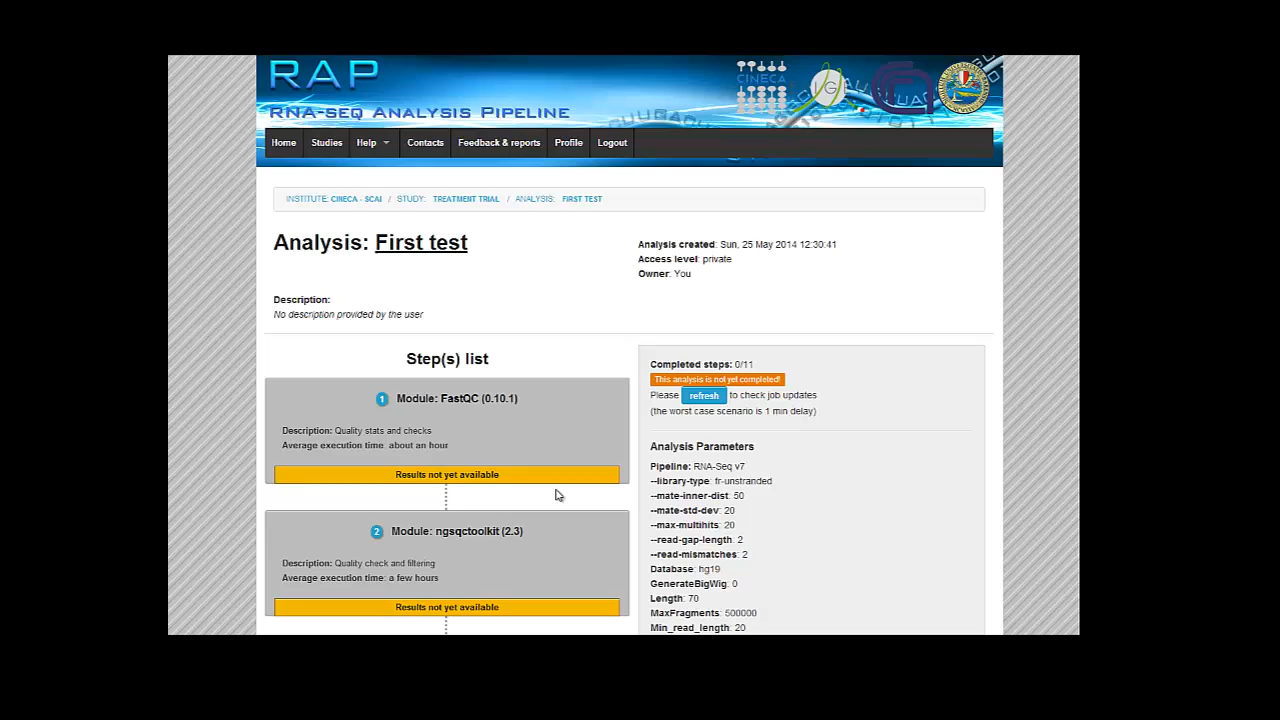 RAP
RNA-SEQ ANALYSIS PIPELINE
CINECA
Home Studies Help Contacts Feedback & reports Profile Logout
INSTITUTE: CINECA - SCAI / STUDY: TREATMENT TRIAL / ANALYSIS: FIRST TEST
Analysis: First test
Analysis created: Sun, 25 May 2014 12:30:41
Access level: private
Owner: You
Description:
No description provided by the user
Step(s) list
1 Module: FastQC (0.10.1)
Description: Quality stats and checks
Average execution time: about an hour
Results not yet available
2 Module: ngsqctoolkit (2.3)
Description: Quality check and filtering
Average execution time: a few hours
Results not yet available
Completed steps: 0/11
This analysis is not yet completed!
Please refresh to check job updates
(the worst case scenario is 1 min delay)
Analysis Parameters
Pipeline: RNA-Seq v7
--library-type: fr-unstranded
--mate-inner-dist: 50
--mate-std-dev: 20
--max-multihits: 20
--read-gap-length: 2
--read-mismatches: 2
Database: hg19
GenerateBigWig: 0
Length: 70
MaxFragments: 500000
Min_read_length: 20